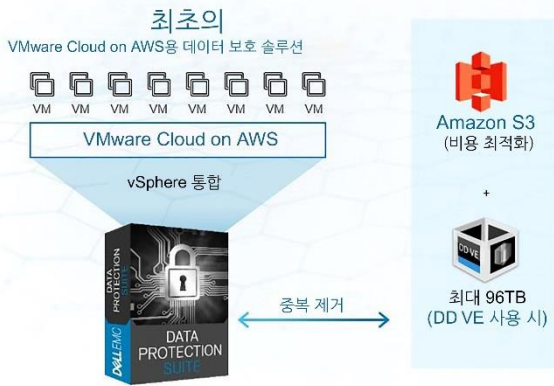 최초의
VMware Cloud on AWS용 데이터 보호 솔루션
VM VM VM VM VM VM VM VM
VMware Cloud on AWS
vSphere 통합
DATA
PROTECTION
SUITE
DELLEMC
DATA
PROTECTION
SUITE
중복 제거
Amazon S3
(비용 최적화)
+
DD VE
최대 96TB
(DD VE 사용 시)